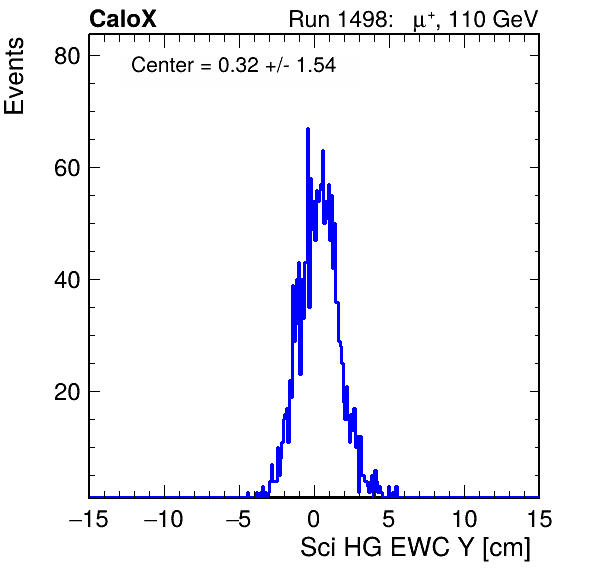 CaloX Run 1498: μ⁺, 110 GeV
Events
Center = 0.32 +/- 1.54
80
60
40
20
−15 −10 −5 0 5 10 15
Sci HG EWC Y [cm]